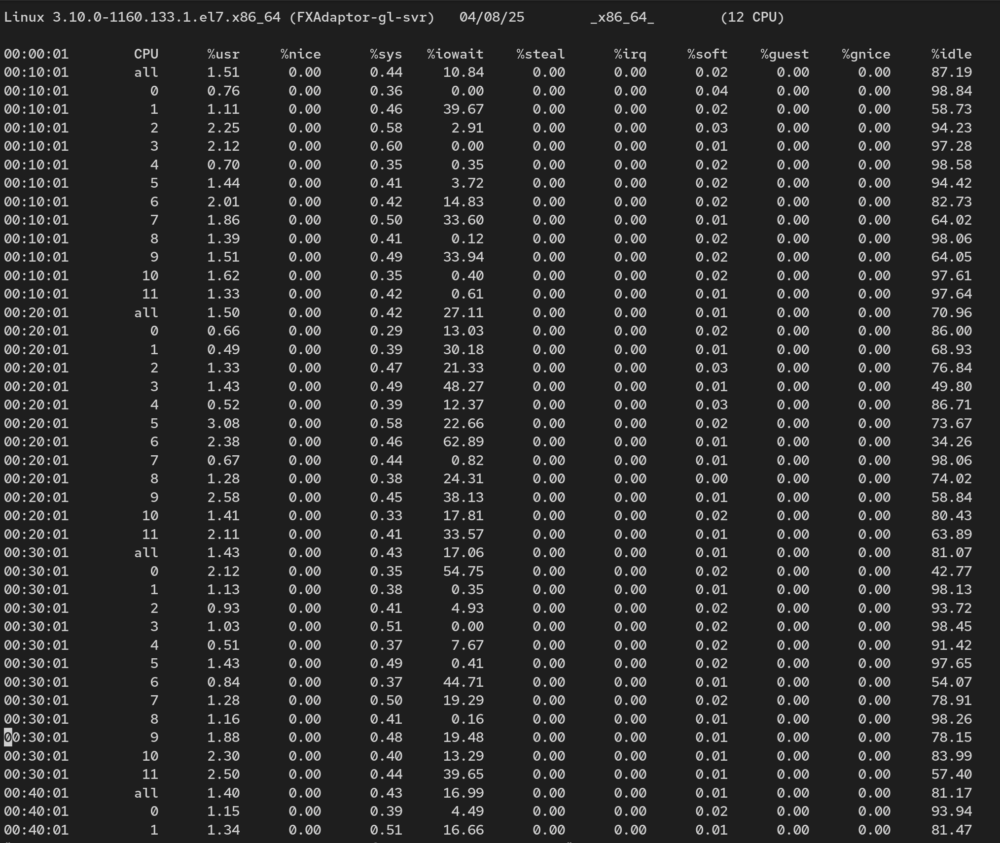 Linux 3.10.0-1160.133.1.el7.x86_64 (FXAdaptor-gl-svr) 04/08/25 _x86_64_ (12 CPU)
00:00:01 CPU %usr %nice %sys %iowait %steal %irq %soft %guest %gnice %idle
00:10:01 all 1.51 0.00 0.44 10.84 0.00 0.00 0.02 0.00 0.00 87.19
00:10:01 0 0.76 0.00 0.36 0.00 0.00 0.00 0.04 0.00 0.00 98.84
00:10:01 1 1.11 0.00 0.46 39.67 0.00 0.00 0.02 0.00 0.00 58.73
00:10:01 2 2.25 0.00 0.58 2.91 0.00 0.00 0.03 0.00 0.00 94.23
00:10:01 3 2.12 0.00 0.60 0.00 0.00 0.00 0.01 0.00 0.00 97.28
00:10:01 4 0.70 0.00 0.35 0.35 0.00 0.00 0.02 0.00 0.00 98.58
00:10:01 5 1.44 0.00 0.41 3.72 0.00 0.00 0.02 0.00 0.00 94.42
00:10:01 6 2.01 0.00 0.42 14.83 0.00 0.00 0.02 0.00 0.00 82.73
00:10:01 7 1.86 0.00 0.50 33.60 0.00 0.00 0.01 0.00 0.00 64.02
00:10:01 8 1.39 0.00 0.41 0.12 0.00 0.00 0.02 0.00 0.00 98.06
00:10:01 9 1.51 0.00 0.49 33.94 0.00 0.00 0.02 0.00 0.00 64.05
00:10:01 10 1.62 0.00 0.35 0.40 0.00 0.00 0.02 0.00 0.00 97.61
00:10:01 11 1.33 0.00 0.42 0.61 0.00 0.00 0.01 0.00 0.00 97.64
00:20:01 all 1.50 0.00 0.42 27.11 0.00 0.00 0.01 0.00 0.00 70.96
00:20:01 0 0.66 0.00 0.29 13.03 0.00 0.00 0.02 0.00 0.00 86.00
00:20:01 1 0.49 0.00 0.39 30.18 0.00 0.00 0.01 0.00 0.00 68.93
00:20:01 2 1.33 0.00 0.47 21.33 0.00 0.00 0.03 0.00 0.00 76.84
00:20:01 3 1.43 0.00 0.49 48.27 0.00 0.00 0.01 0.00 0.00 49.80
00:20:01 4 0.52 0.00 0.39 12.37 0.00 0.00 0.03 0.00 0.00 86.71
00:20:01 5 3.08 0.00 0.58 22.66 0.00 0.00 0.02 0.00 0.00 73.67
00:20:01 6 2.38 0.00 0.46 62.89 0.00 0.00 0.01 0.00 0.00 34.26
00:20:01 7 0.67 0.00 0.44 0.82 0.00 0.00 0.01 0.00 0.00 98.06
00:20:01 8 1.28 0.00 0.38 24.31 0.00 0.00 0.00 0.00 0.00 74.02
00:20:01 9 2.58 0.00 0.45 38.13 0.00 0.00 0.01 0.00 0.00 58.84
00:20:01 10 1.41 0.00 0.33 17.81 0.00 0.00 0.02 0.00 0.00 80.43
00:20:01 11 2.11 0.00 0.41 33.57 0.00 0.00 0.01 0.00 0.00 63.89
00:30:01 all 1.43 0.00 0.43 17.06 0.00 0.00 0.01 0.00 0.00 81.07
00:30:01 0 2.12 0.00 0.35 54.75 0.00 0.00 0.02 0.00 0.00 42.77
00:30:01 1 1.13 0.00 0.38 0.35 0.00 0.00 0.01 0.00 0.00 98.13
00:30:01 2 0.93 0.00 0.41 4.93 0.00 0.00 0.02 0.00 0.00 93.72
00:30:01 3 1.03 0.00 0.51 0.00 0.00 0.00 0.02 0.00 0.00 98.45
00:30:01 4 0.51 0.00 0.37 7.67 0.00 0.00 0.02 0.00 0.00 91.42
00:30:01 5 1.43 0.00 0.49 0.41 0.00 0.00 0.02 0.00 0.00 97.65
00:30:01 6 0.84 0.00 0.37 44.71 0.00 0.00 0.01 0.00 0.00 54.07
00:30:01 7 1.28 0.00 0.50 19.29 0.00 0.00 0.02 0.00 0.00 78.91
00:30:01 8 1.16 0.00 0.41 0.16 0.00 0.00 0.01 0.00 0.00 98.26
00:30:01 9 1.88 0.00 0.48 19.48 0.00 0.00 0.01 0.00 0.00 78.15
00:30:01 10 2.30 0.00 0.40 13.29 0.00 0.00 0.01 0.00 0.00 83.99
00:30:01 11 2.50 0.00 0.44 39.65 0.00 0.00 0.01 0.00 0.00 57.40
00:40:01 all 1.40 0.00 0.43 16.99 0.00 0.00 0.01 0.00 0.00 81.17
00:40:01 0 1.15 0.00 0.39 4.49 0.00 0.00 0.02 0.00 0.00 93.94
00:40:01 1 1.34 0.00 0.51 16.66 0.00 0.00 0.01 0.00 0.00 81.47